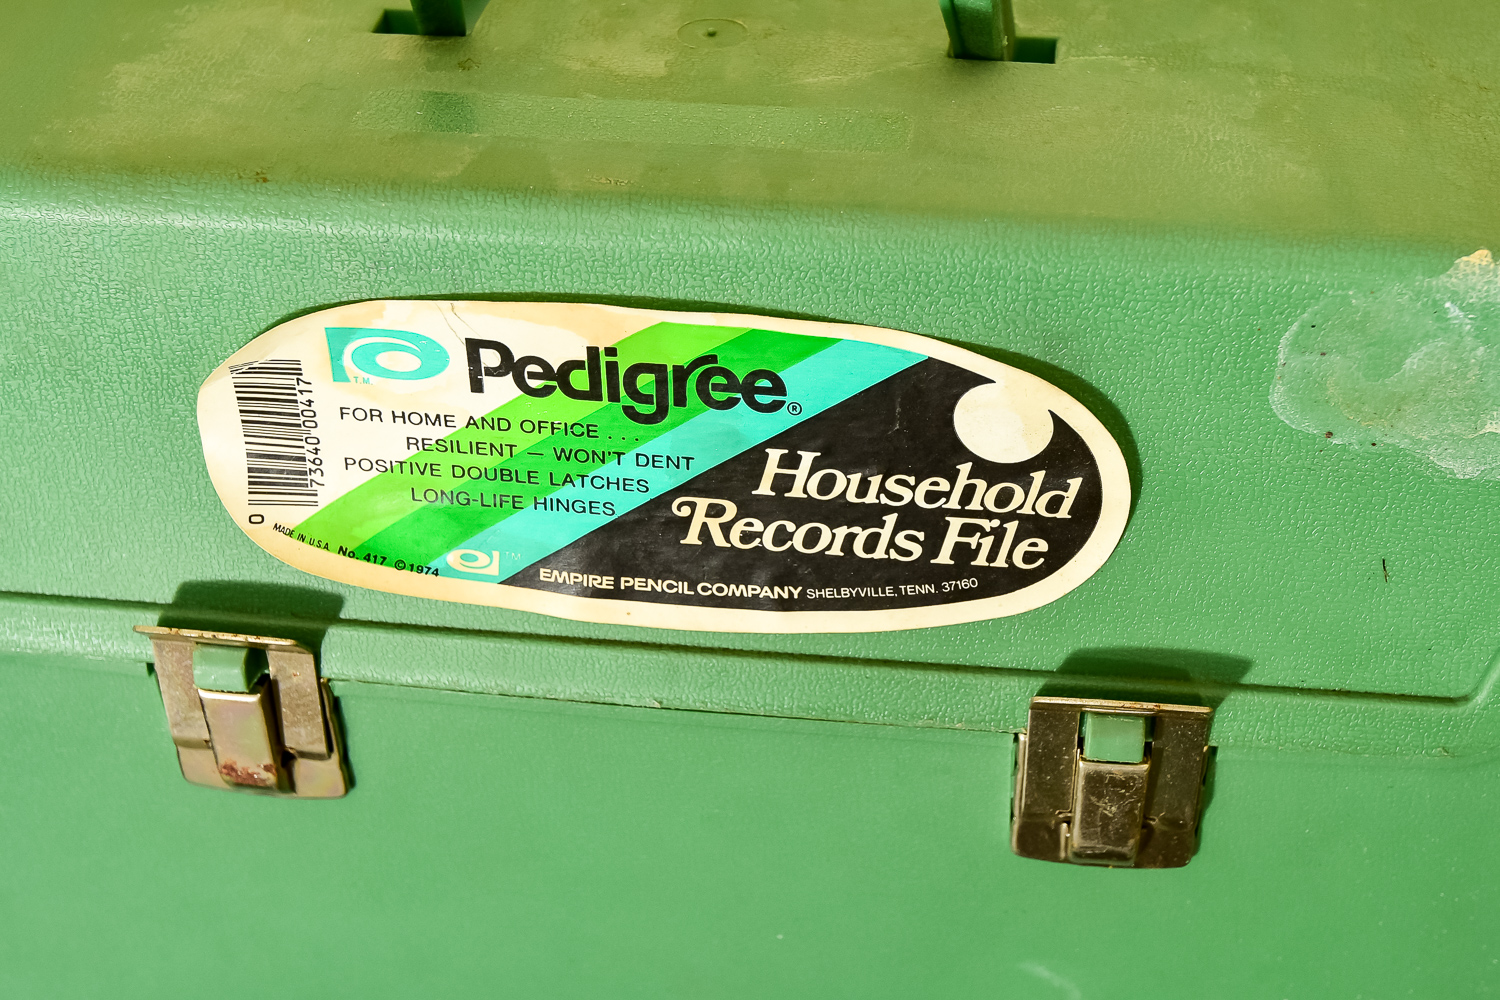 T.M.
Pedigree®
FOR HOME AND OFFICE . . .
RESILIENT — WON'T DENT
POSITIVE DOUBLE LATCHES
LONG-LIFE HINGES
0 73640 00417
MADE IN U.S.A. No. 417 ©1974
TM
Household
Records File
EMPIRE PENCIL COMPANY SHELBYVILLE, TENN. 37160